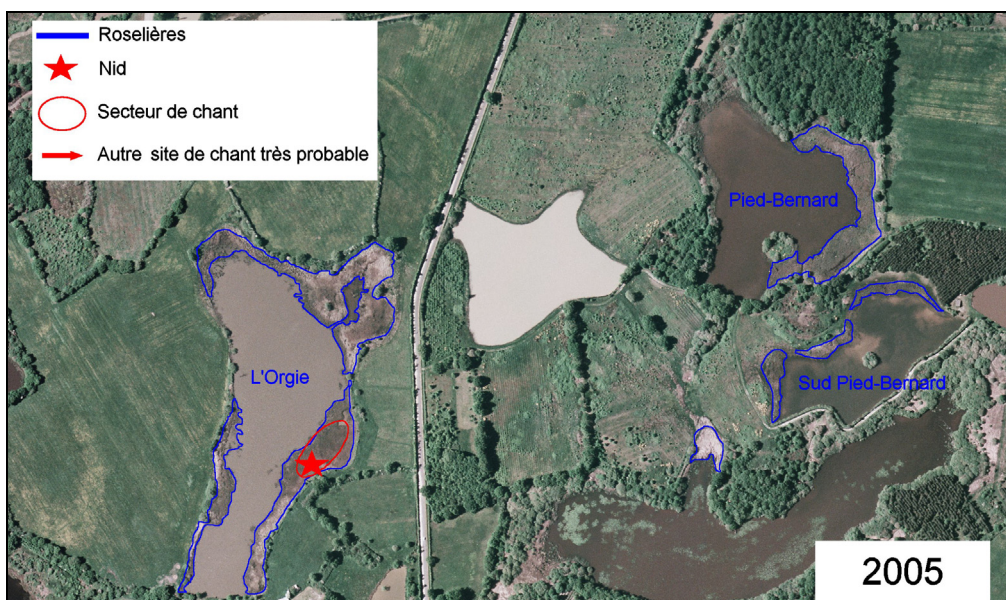 Roselières
Nid
Secteur de chant
Autre site de chant très probable
Pied-Bernard
L'Orgie
Sud Pied-Bernard
2005